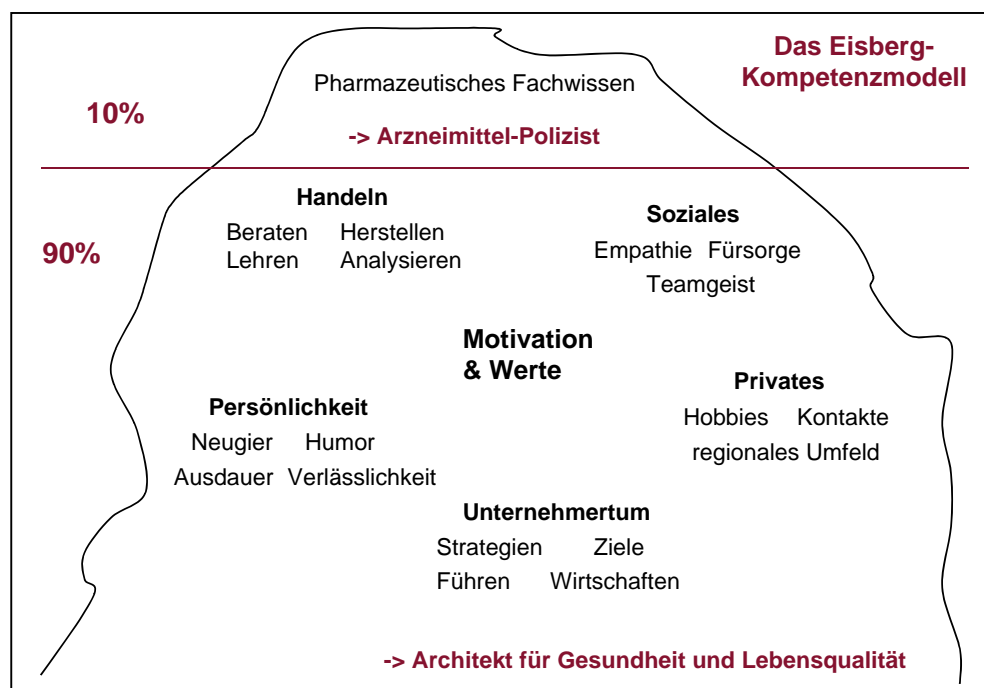 Das Eisberg-
Kompetenzmodell
Pharmazeutisches Fachwissen
10%
-> Arzneimittel-Polizist
90%
Handeln
Beraten Herstellen
Lehren Analysieren
Soziales
Empathie Fürsorge
Teamgeist
Motivation
& Werte
Persönlichkeit
Neugier Humor
Ausdauer Verlässlichkeit
Privates
Hobbies Kontakte
regionales Umfeld
Unternehmertum
Strategien Ziele
Führen Wirtschaften
-> Architekt für Gesundheit und Lebensqualität